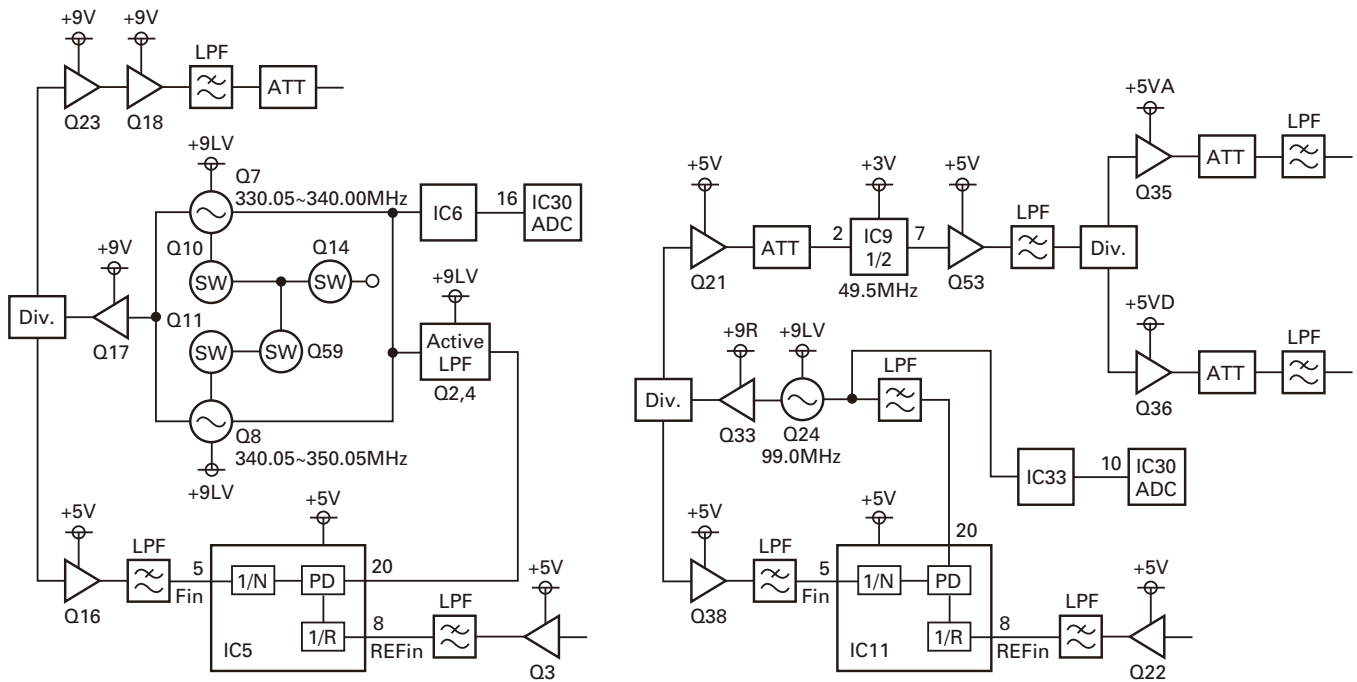 +9V
+9V
LPF
ATT
Q23
Q18
+9LV
Q7
330.05~340.00MHz
IC6
16
IC30
ADC
Q10
Q14
SW
SW
+9V
+9LV
Div.
Q17
Q11
SW
SW
Q59
Active
LPF
Q2,4
Q8
340.05~350.05MHz
+9LV
+5V
LPF
5
Fin
Q16
+5V
1/N
PD
20
1/R
8
REFin
IC5
LPF
+5V
Q3
+5V
+3V
+5V
Q21
ATT
2
IC9
1/2
7
49.5MHz
Q53
LPF
Div.
+5VA
Q35
ATT
LPF
+5VD
Q36
ATT
LPF
+9R
+9LV
LPF
Div.
Q33
Q24
99.0MHz
IC33
10
IC30
ADC
+5V
LPF
5
Fin
Q38
+5V
20
1/N
PD
1/R
8
REFin
IC11
LPF
+5V
Q22